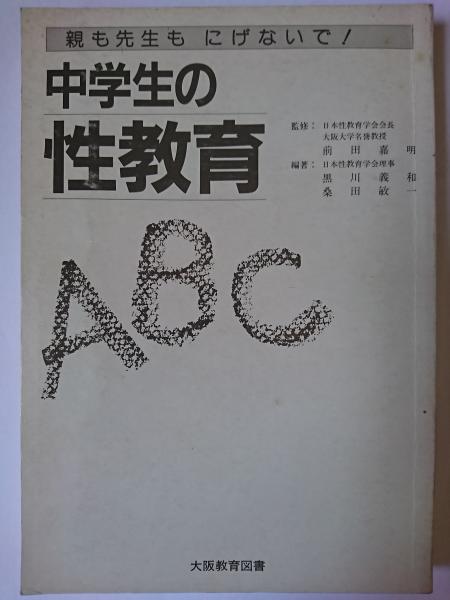 親も先生も にげないで!
中学生の
性教育
ABC
監修: 日本性教育学会会長
大阪大学名誉教授
前田嘉明
編著: 日本性教育学会理事
黒川義和
桑田敏一
大阪教育図書